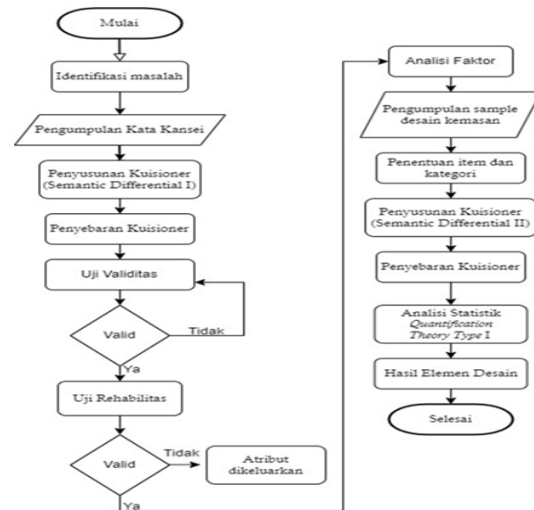 Mulai
Identifikasi masalah
Pengumpulan Kata Kansei
Penyusunan Kuisioner
(Semantic Differential I)
Penyebaran Kuisioner
Uji Validitas
Valid
Tidak
Ya
Uji Rehabilitas
Valid
Tidak
Atribut
dikeluarkan
Ya
Analisi Faktor
Pengumpulan sample
desain kemasan
Penentuan item dan
kategori
Penyusunan Kuisioner
(Semantic Differential II)
Penyebaran Kuisioner
Analisis Statistik
Quantification
Theory Type I
Hasil Elemen Desain
Selesai